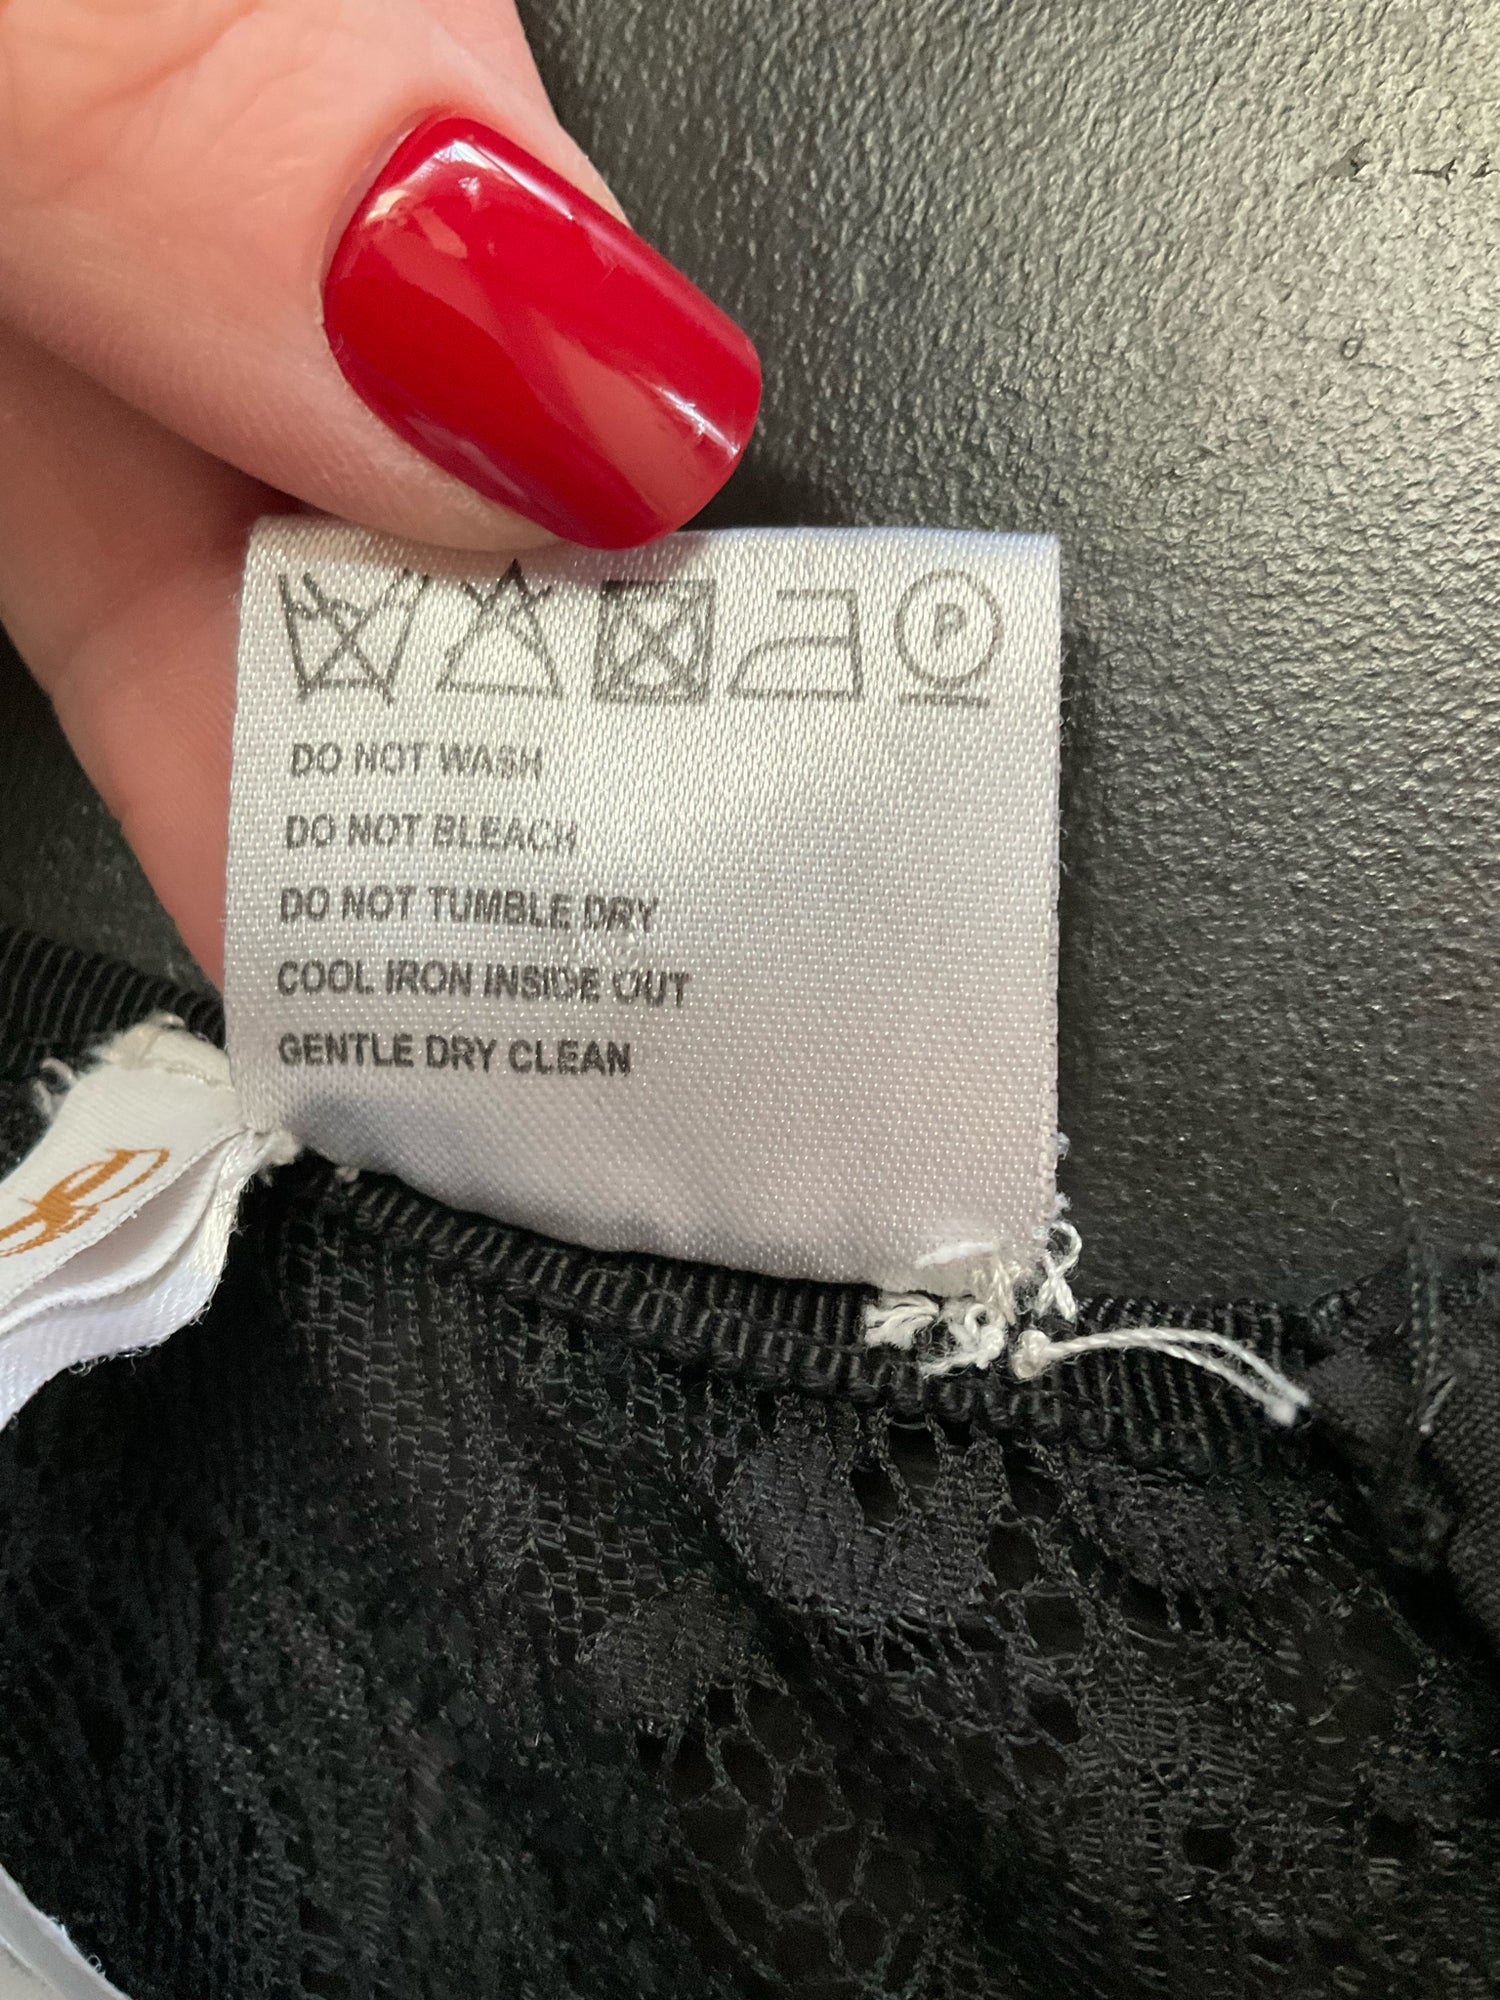 P
DO NOT WASH
DO NOT BLEACH
DO NOT TUMBLE DRY
COOL IRON INSIDE OUT
GENTLE DRY CLEAN